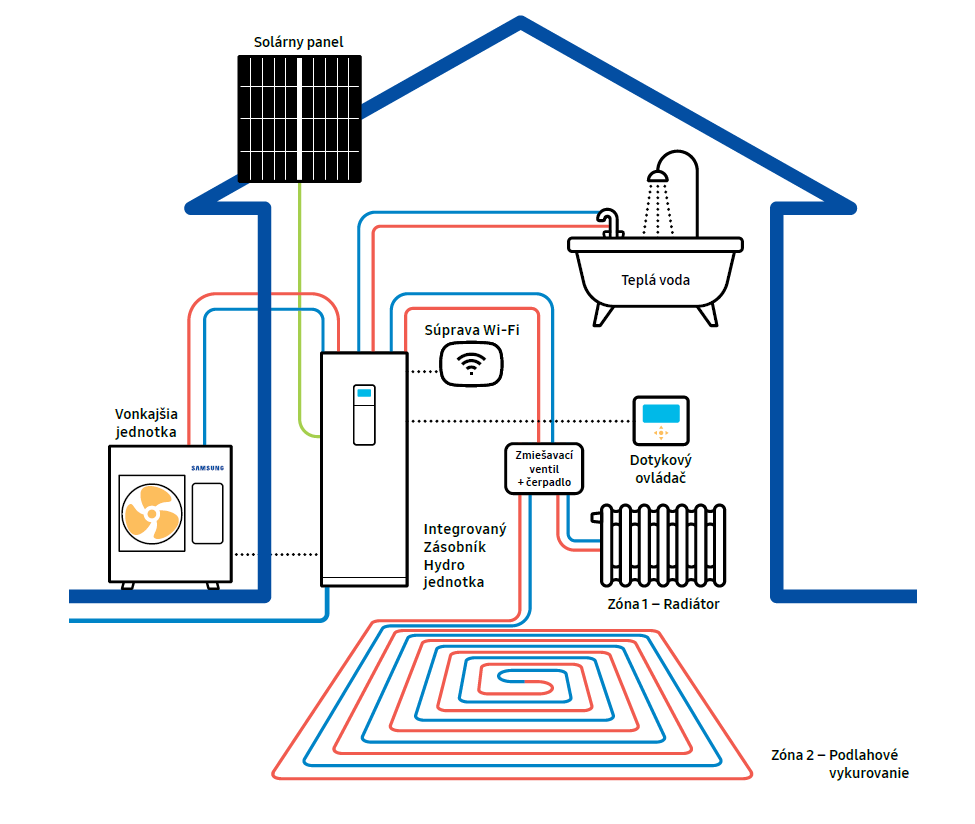 Solárny panel
Teplá voda
Súprava Wi-Fi
Vonkajšia
jednotka
SAMSUNG
Zmiešavací
ventil
+ čerpadlo
Dotykový
ovládač
Integrovaný
Zásobník
Hydro
jednotka
Zóna 1 – Radiátor
Zóna 2 – Podlahové
vykurovanie